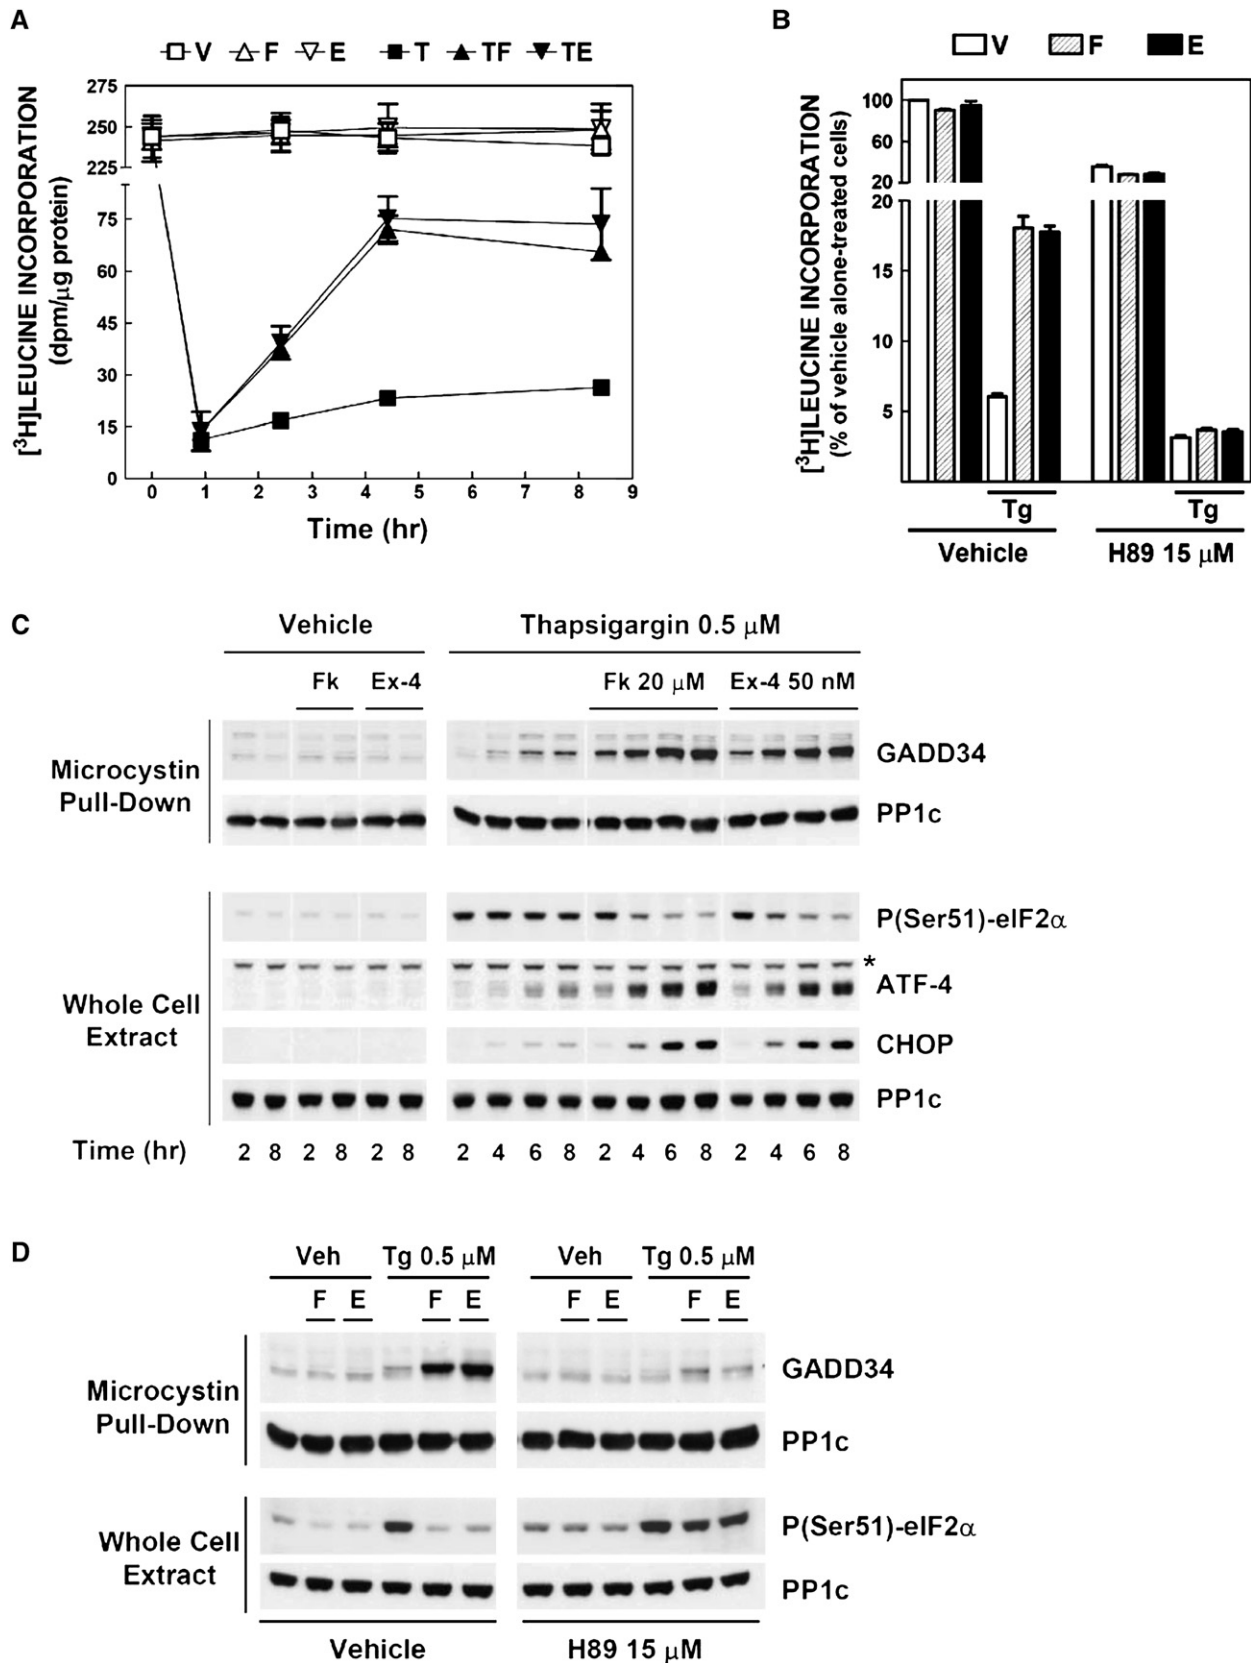 A
V F E T TF TE
[³H]LEUCINE INCORPORATION
(dpm/µg protein)
275
250
225
75
60
45
30
15
0
0 1 2 3 4 5 6 7 8 9
Time (hr)
B
V F E
[³H]LEUCINE INCORPORATION
(% of vehicle alone-treated cells)
100
60
20
20
15
10
5
Tg Tg
Vehicle H89 15 µM
C
Vehicle Thapsigargin 0.5 µM
Fk Ex-4 Fk 20 µM Ex-4 50 nM
Microcystin
Pull-Down
GADD34
PP1c
Whole Cell
Extract
P(Ser51)-eIF2α
*
ATF-4
CHOP
PP1c
Time (hr) 2 8 2 8 2 8 2 4 6 8 2 4 6 8 2 4 6 8
D
Veh Tg 0.5 µM Veh Tg 0.5 µM
F E F E F E F E
Microcystin
Pull-Down
GADD34
PP1c
Whole Cell
Extract
P(Ser51)-eIF2α
PP1c
Vehicle H89 15 µM